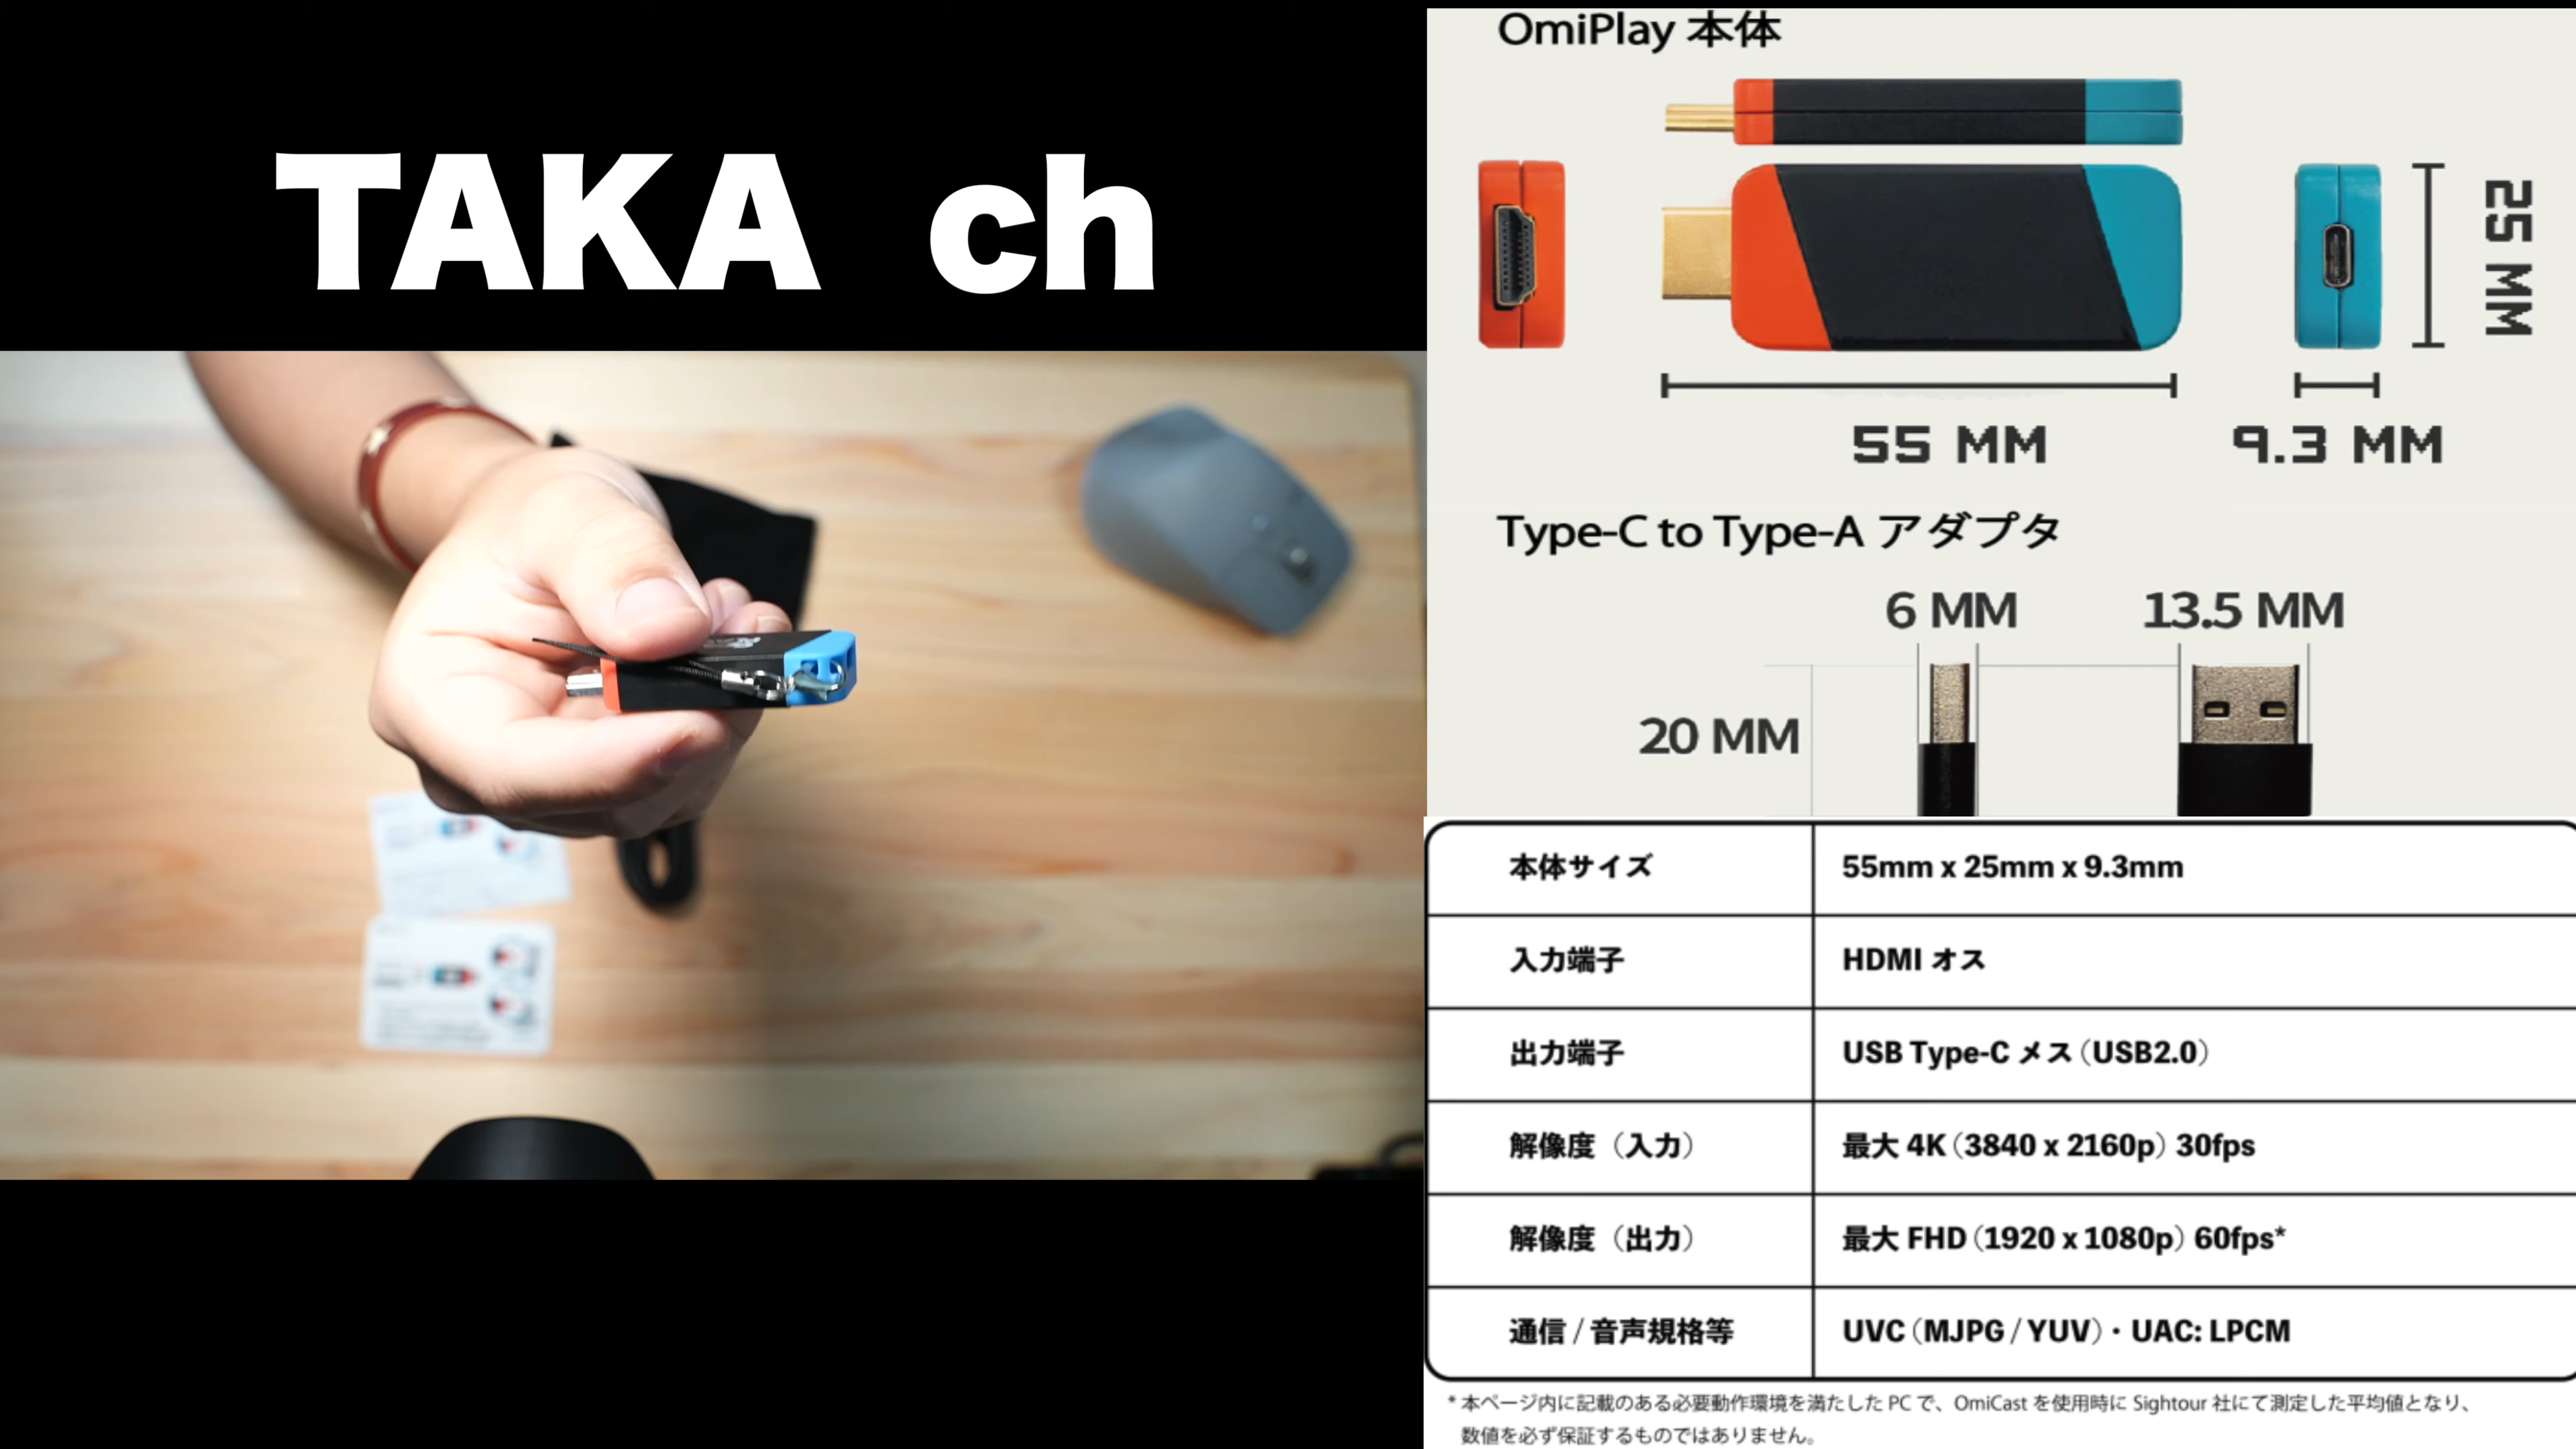 TAKA ch
OmiPlay 本体
25 MM
55 MM
9.3 MM
Type-C to Type-A アダプタ
6 MM
13.5 MM
20 MM
本体サイズ
55mm x 25mm x 9.3mm
入力端子
HDMI オス
出力端子
USB Type-C メス（USB2.0）
解像度（入力）
最大 4K（3840 x 2160p）30fps
解像度（出力）
最大 FHD（1920 x 1080p）60fps*
通信 / 音声規格等
UVC（MJPG / YUV）・UAC: LPCM
* 本ページ内に記載のある必要動作環境を満たした PC で、OmiCast を使用時に Sightour 社にて測定した平均値となり、
数値を必ず保証するものではありません。